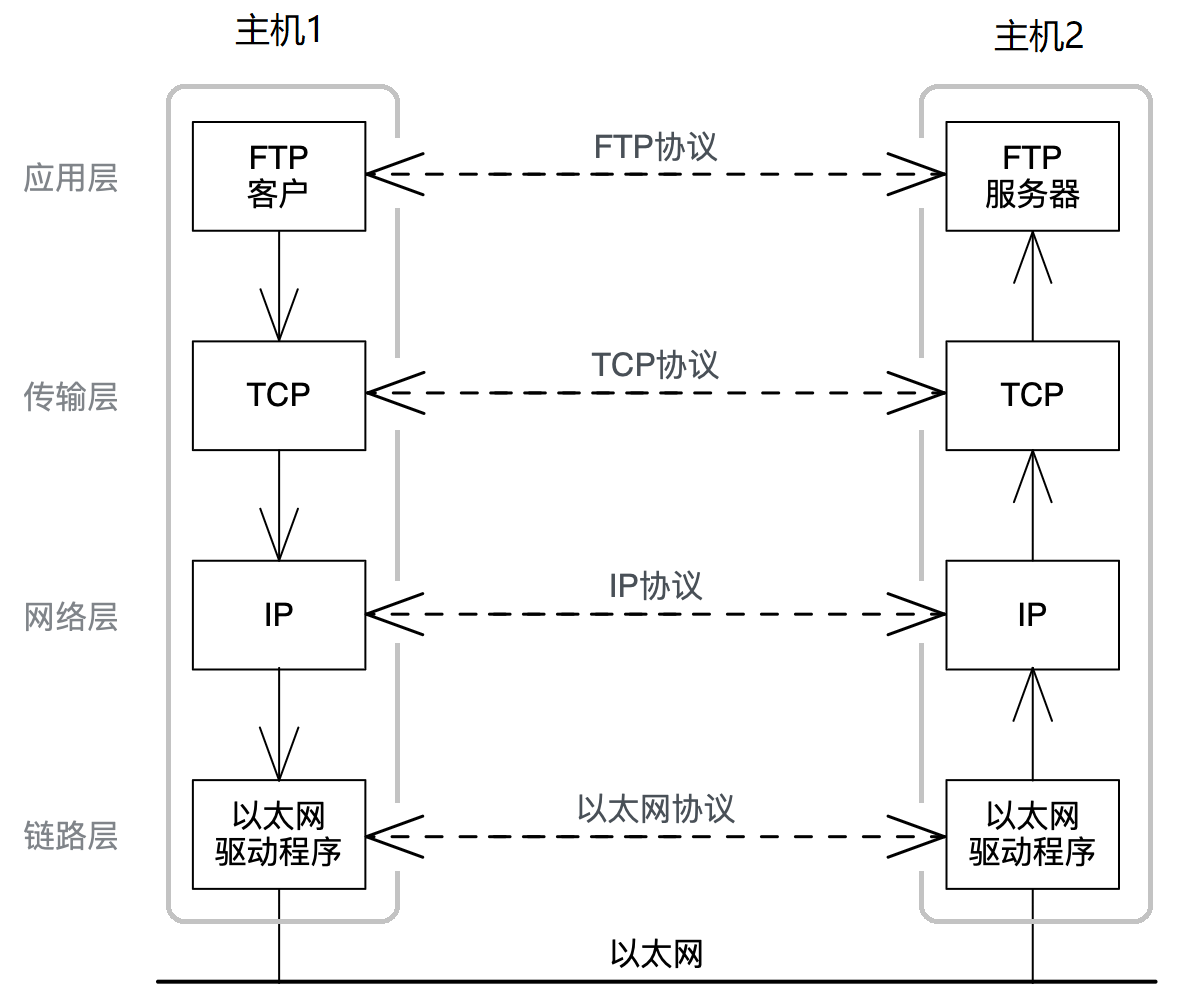 主机1
主机2
应用层
FTP
客户
FTP协议
FTP
服务器
传输层
TCP
TCP协议
TCP
网络层
IP
IP协议
IP
链路层
以太网
驱动程序
以太网协议
以太网
驱动程序
以太网